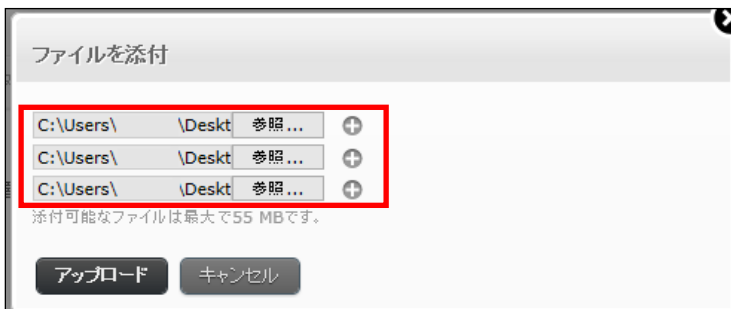 ファイルを添付
C:\Users\ \Deskt 参照...
C:\Users\ \Deskt 参照...
C:\Users\ \Deskt 参照...
添付可能なファイルは最大で55 MBです。
アップロード キャンセル